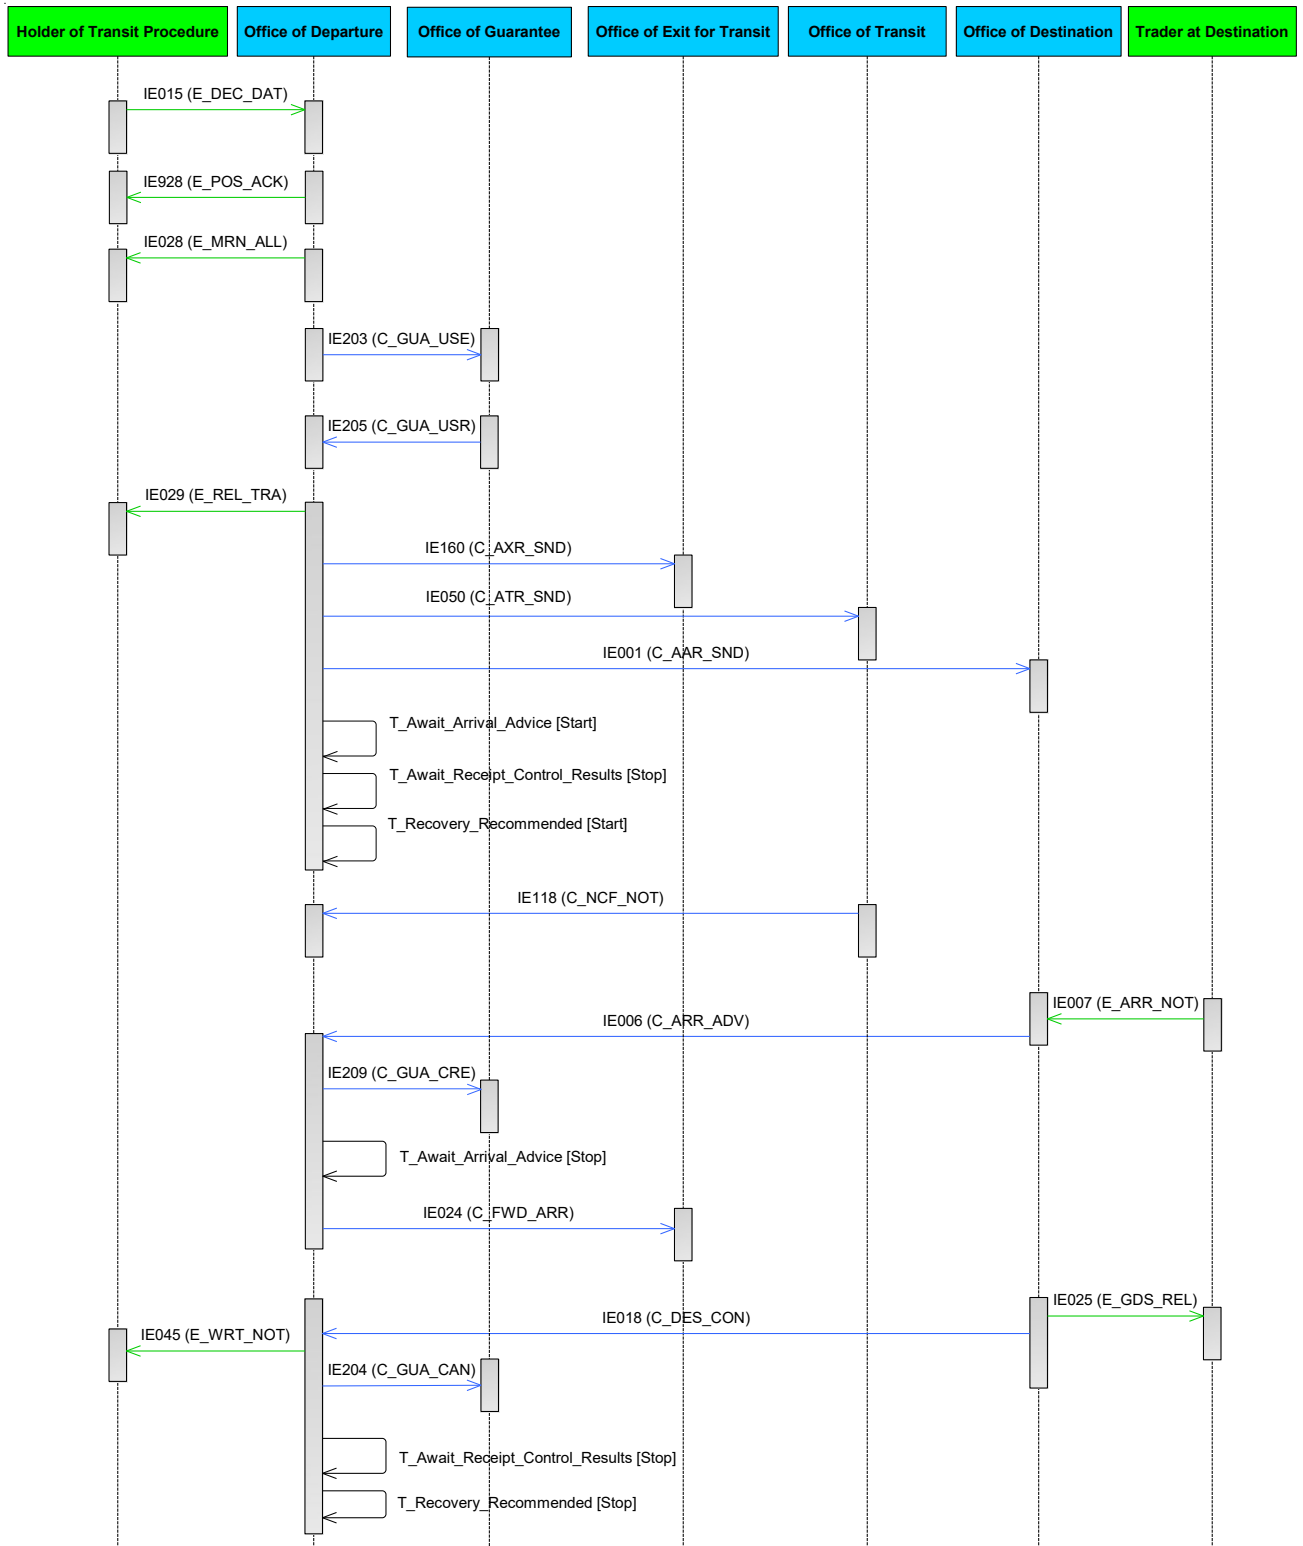 Holder of Transit Procedure
Office of Departure
Office of Guarantee
Office of Exit for Transit
Office of Transit
Office of Destination
Trader at Destination
IE015 (E_DEC_DAT)
IE928 (E_POS_ACK)
IE028 (E_MRN_ALL)
IE203 (C_GUA_USE)
IE205 (C_GUA_USR)
IE029 (E_REL_TRA)
IE160 (C_AXR_SND)
IE050 (C_ATR_SND)
IE001 (C_AAR_SND)
T_Await_Arrival_Advice [Start]
T_Await_Receipt_Control_Results [Stop]
T_Recovery_Recommended [Start]
IE118 (C_NCF_NOT)
IE007 (E_ARR_NOT)
IE006 (C_ARR_ADV)
IE209 (C_GUA_CRE)
T_Await_Arrival_Advice [Stop]
IE024 (C_FWD_ARR)
IE025 (E_GDS_REL)
IE018 (C_DES_CON)
IE045 (E_WRT_NOT)
IE204 (C_GUA_CAN)
T_Await_Receipt_Control_Results [Stop]
T_Recovery_Recommended [Stop]